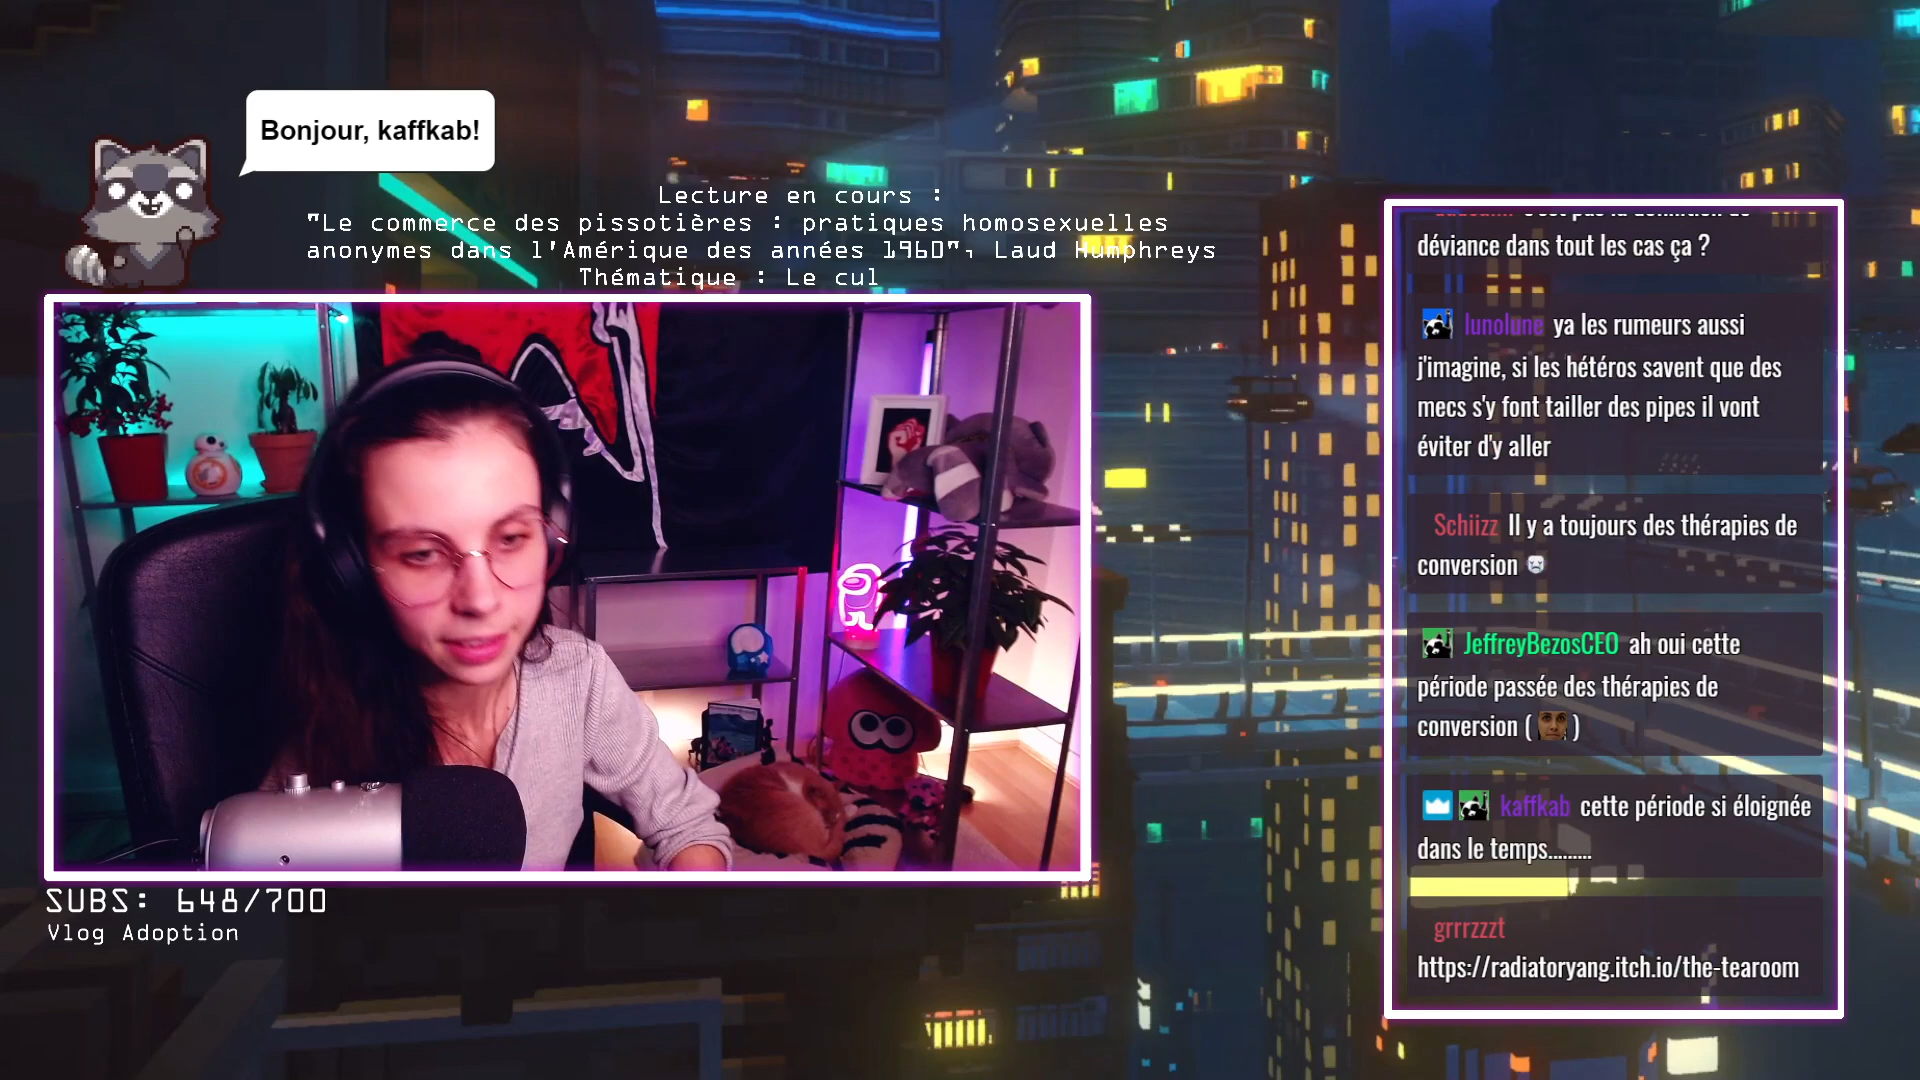 Bonjour, kaffkab!
Lecture en cours :
"Le commerce des pissotières : pratiques homosexuelles
anonymes dans l'Amérique des années 1960", Laud Humphreys
Thématique : Le cul
déviance dans tout les cas ça ?
lunolune ya les rumeurs aussi
j'imagine, si les hétéros savent que des
mecs s'y font tailler des pipes il vont
éviter d'y aller
Schiizz Il y a toujours des thérapies de
conversion
JeffreyBezosCEO ah oui cette
période passée des thérapies de
conversion ( )
kaffkab cette période si éloignée
dans le temps.........
grrrzzzt
https://radiatoryang.itch.io/the-tearoom
SUBS: 648/700
Vlog Adoption